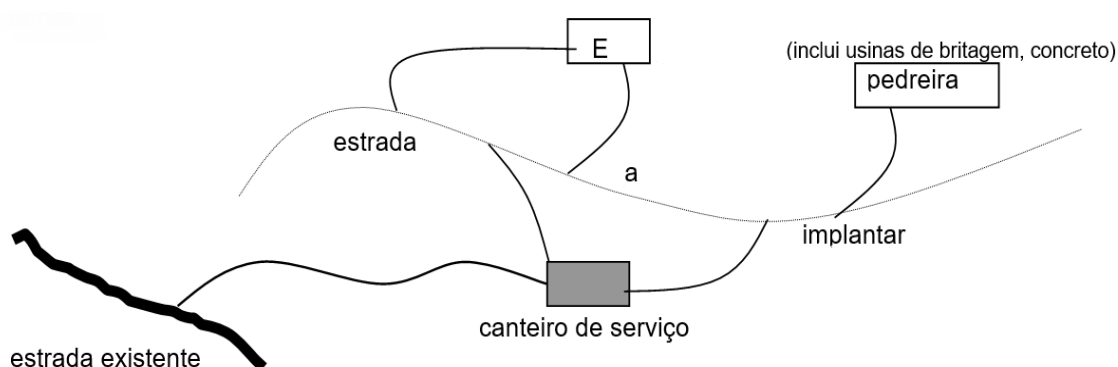 E
(inclui usinas de britagem, concreto)
pedreira
estrada
a
implantar
canteiro de serviço
estrada existente